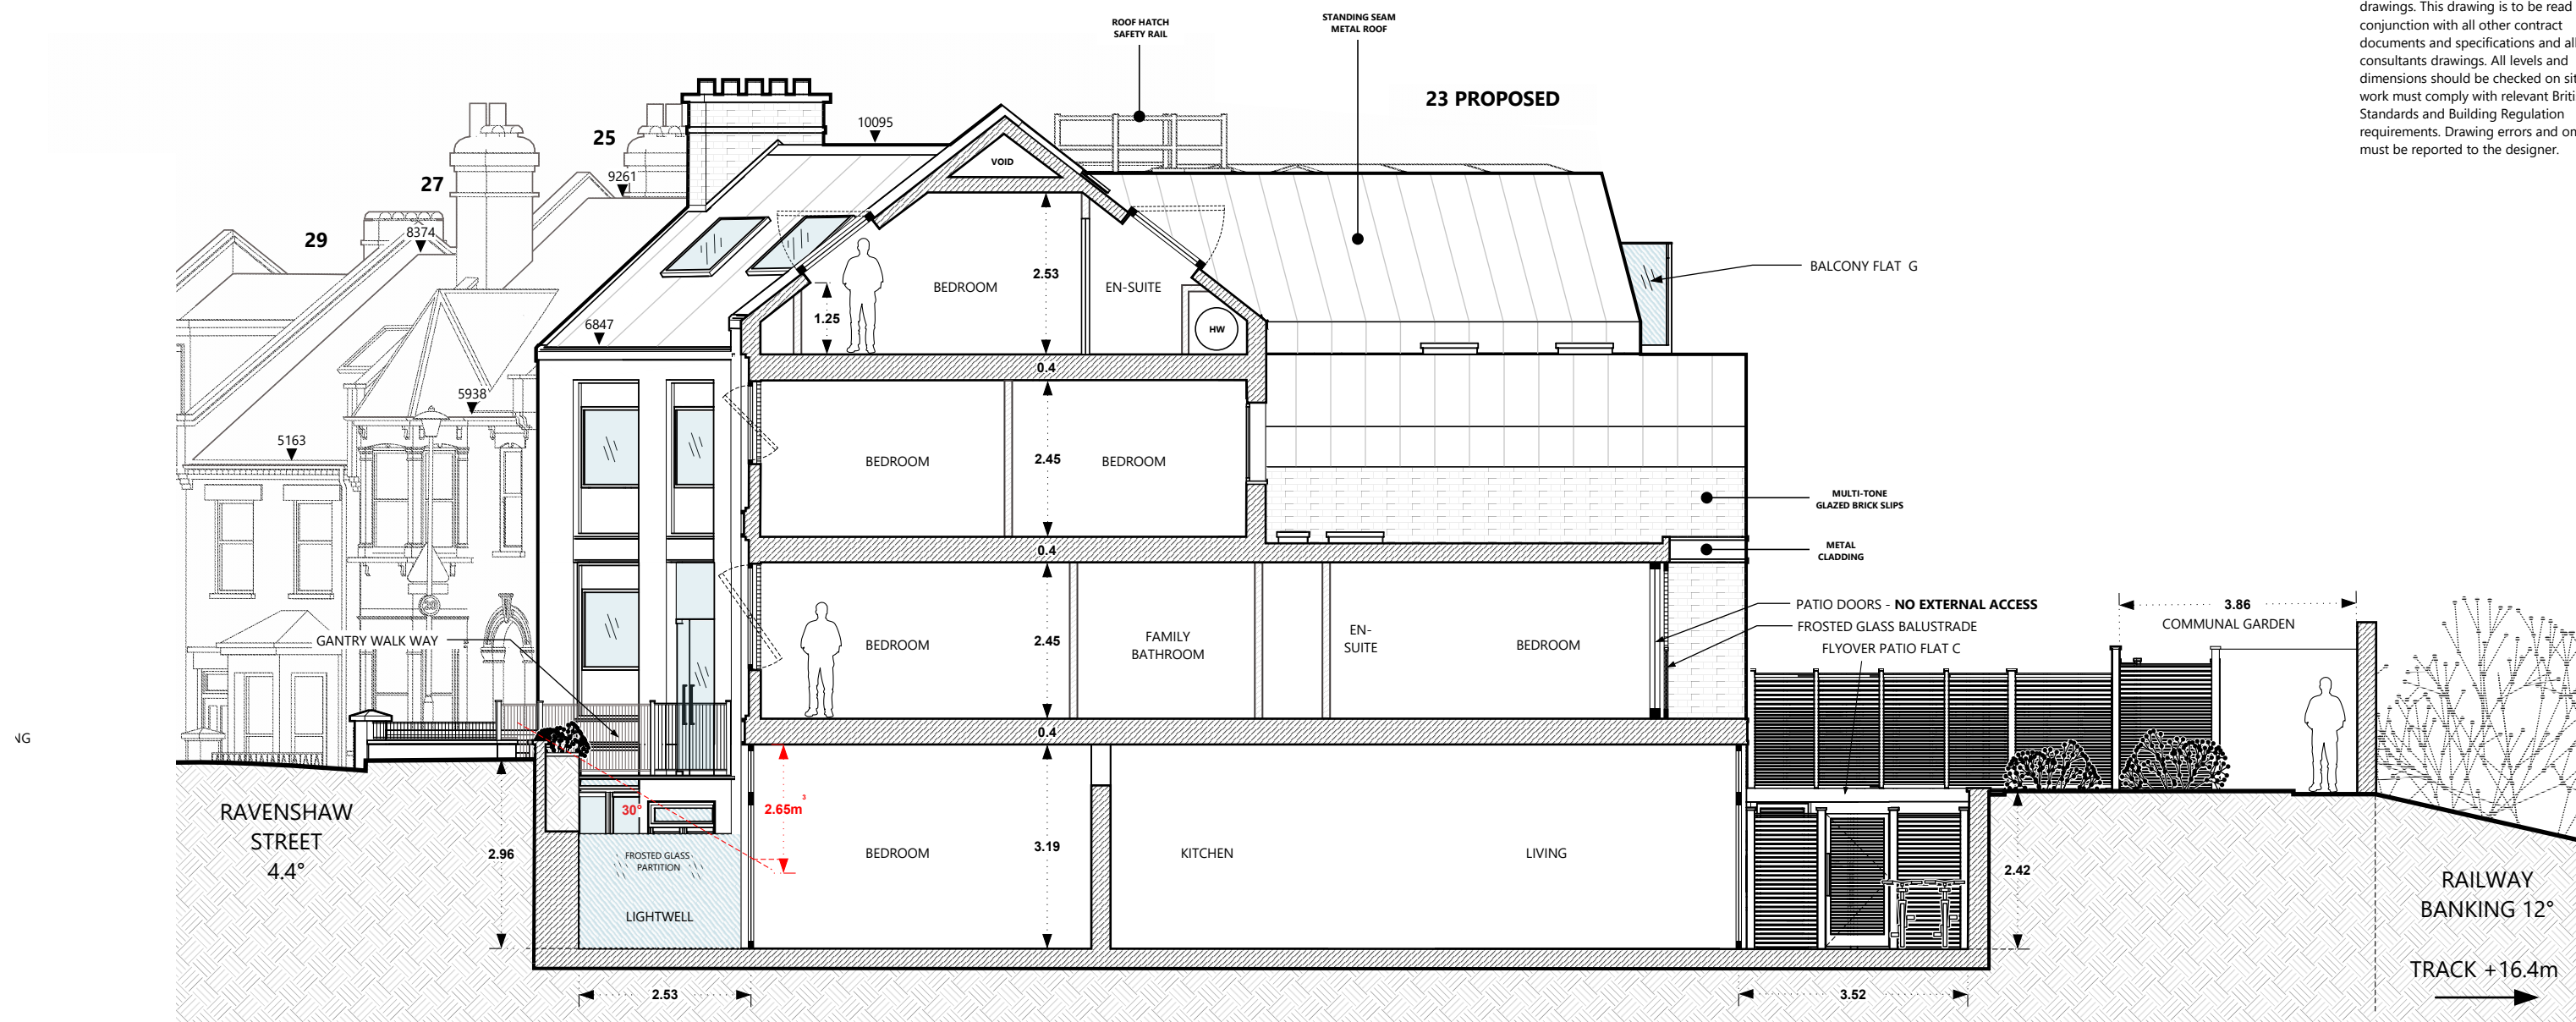 drawings. This drawing is to be read
conjunction with all other contract
documents and specifications and all
consultants drawings. All levels and
dimensions should be checked on
work must comply with relevant
Standards and Building Regulation
requirements. Drawing errors and
must be reported to the designer.
ROOF HATCH
SAFETY RAIL
STANDING SEAM
METAL ROOF
23 PROPOSED
10095
25
VOID
27
9261
8374
29
BALCONY FLAT G
2.53
BEDROOM
EN-SUITE
1.25
6847
HW
0.4
5938
5163
BEDROOM
2.45
BEDROOM
MULTI-TONE
GLAZED BRICK SLIPS
0.4
METAL
CLADDING
PATIO DOORS - NO EXTERNAL ACCESS
FROSTED GLASS BALUSTRADE
FLYOVER PATIO FLAT C
3.86
COMMUNAL GARDEN
GANTRY WALK WAY
BEDROOM
2.45
FAMILY
BATHROOM
EN-
SUITE
BEDROOM
0.4
NG
RAVENSHAW
STREET
4.4°
30°
2.65m³
2.96
FROSTED GLASS
PARTITION
LIGHTWELL
BEDROOM
3.19
KITCHEN
LIVING
2.42
RAILWAY
BANKING 12°
TRACK +16.4m
2.53
3.52